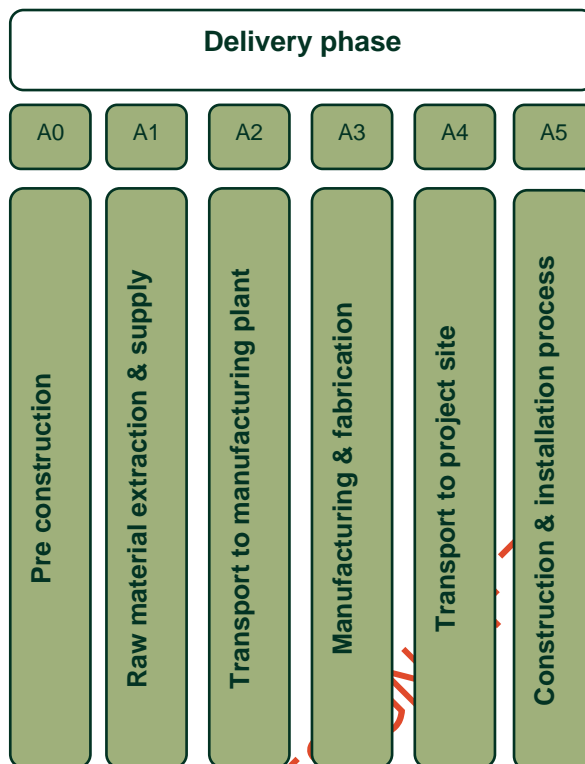 Delivery phase
A0
A1
A2
A3
A4
A5
Pre construction
Raw material extraction & supply
Transport to manufacturing plant
Manufacturing & fabrication
Transport to project site
Construction & installation process